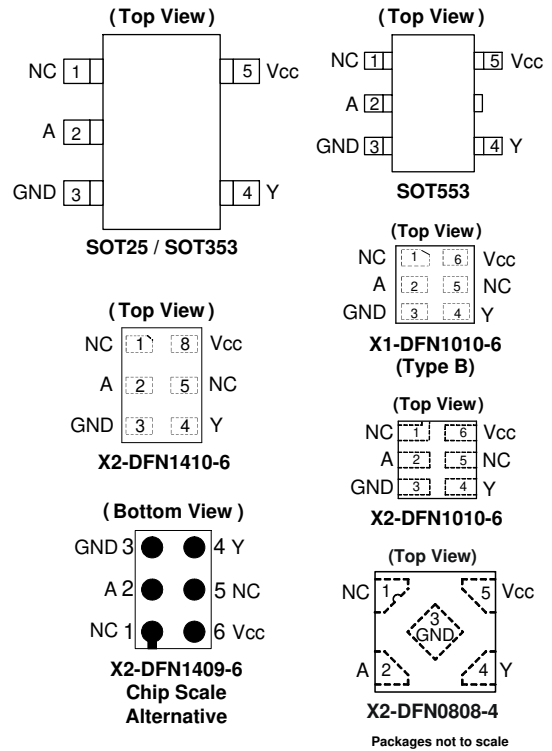 (Top View)
NC 1 5 Vcc
A 2
GND 3 4 Y
SOT25 / SOT353
(Top View)
NC 1 5 Vcc
A 2
GND 3 4 Y
SOT553
(Top View)
NC 1 6 Vcc
A 2 5 NC
GND 3 4 Y
X1-DFN1010-6
(Type B)
(Top View)
NC 1 8 Vcc
A 2 5 NC
GND 3 4 Y
X2-DFN1410-6
(Top View)
NC 1 6 Vcc
A 2 5 NC
GND 3 4 Y
X2-DFN1010-6
(Bottom View)
GND 3 4 Y
A 2 5 NC
NC 1 6 Vcc
X2-DFN1409-6
Chip Scale
Alternative
(Top View)
NC 1 5 Vcc
3
GND
A 2 4 Y
X2-DFN0808-4
Packages not to scale